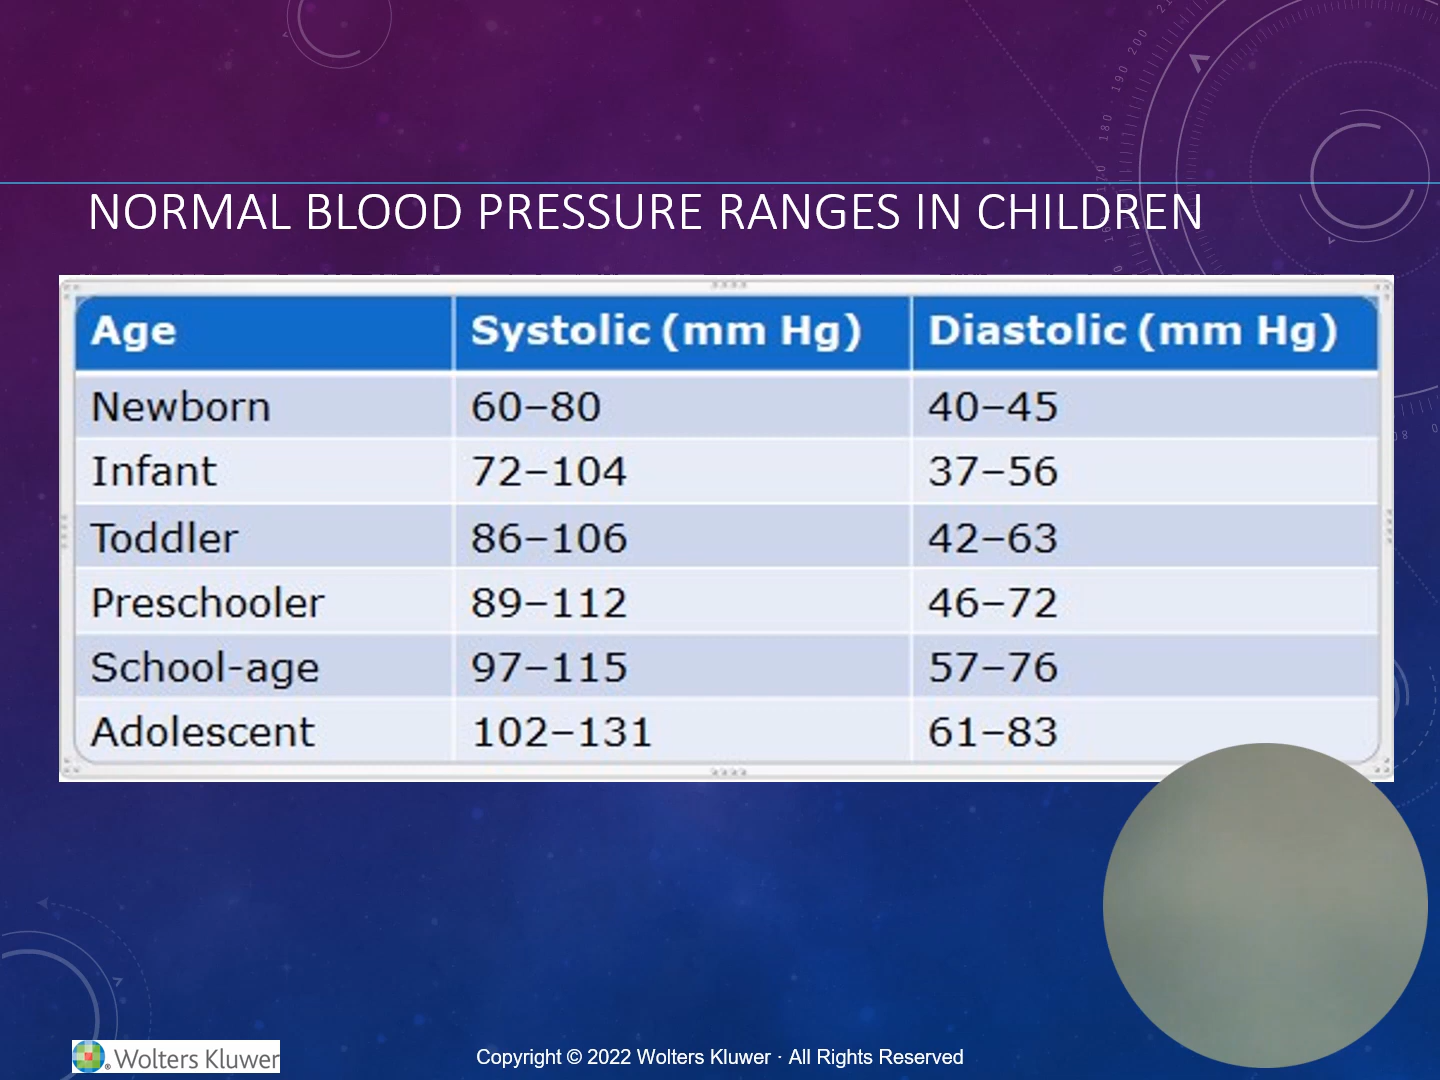 NORMAL BLOOD PRESSURE RANGES IN CHILDREN
Age Systolic (mm Hg) Diastolic (mm Hg)
Newborn 60–80 40–45
Infant 72–104 37–56
Toddler 86–106 42–63
Preschooler 89–112 46–72
School-age 97–115 57–76
Adolescent 102–131 61–83
Wolters Kluwer
Copyright © 2022 Wolters Kluwer · All Rights Reserved